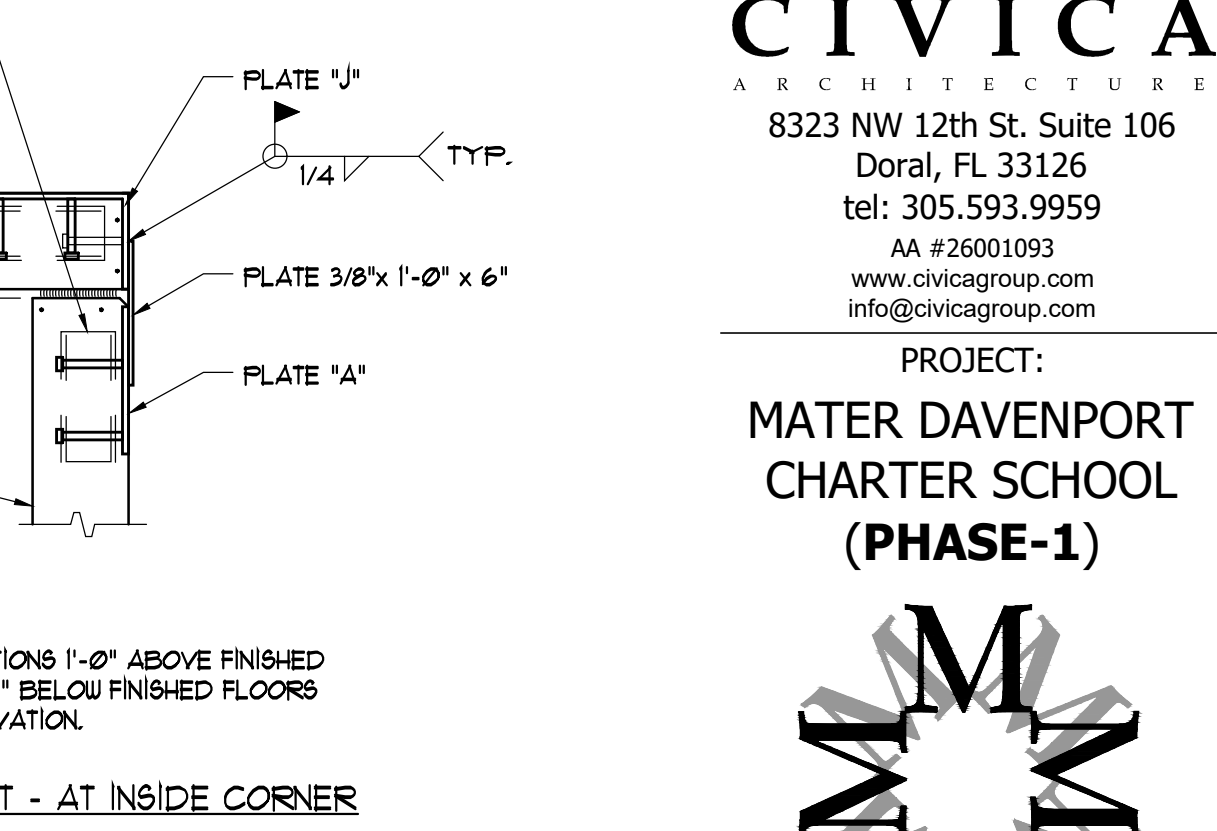 PLATE "J"
1/4
TYP.
PLATE 3/8"x 1'-0" x 6"
PLATE "A"
TIONS 1'-0" ABOVE FINISHED
" BELOW FINISHED FLOORS
VATION.
T - AT INSIDE CORNER
CIVICA
ARCHITECTURE
8323 NW 12th St. Suite 106
Doral, FL 33126
tel: 305.593.9959
AA #26001093
www.civicagroup.com
info@civicagroup.com
PROJECT:
MATER DAVENPORT
CHARTER SCHOOL
(PHASE-1)
M
M M